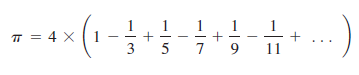 π = 4 × (1 − 1/3 + 1/5 − 1/7 + 1/9 − 1/11 + ...)